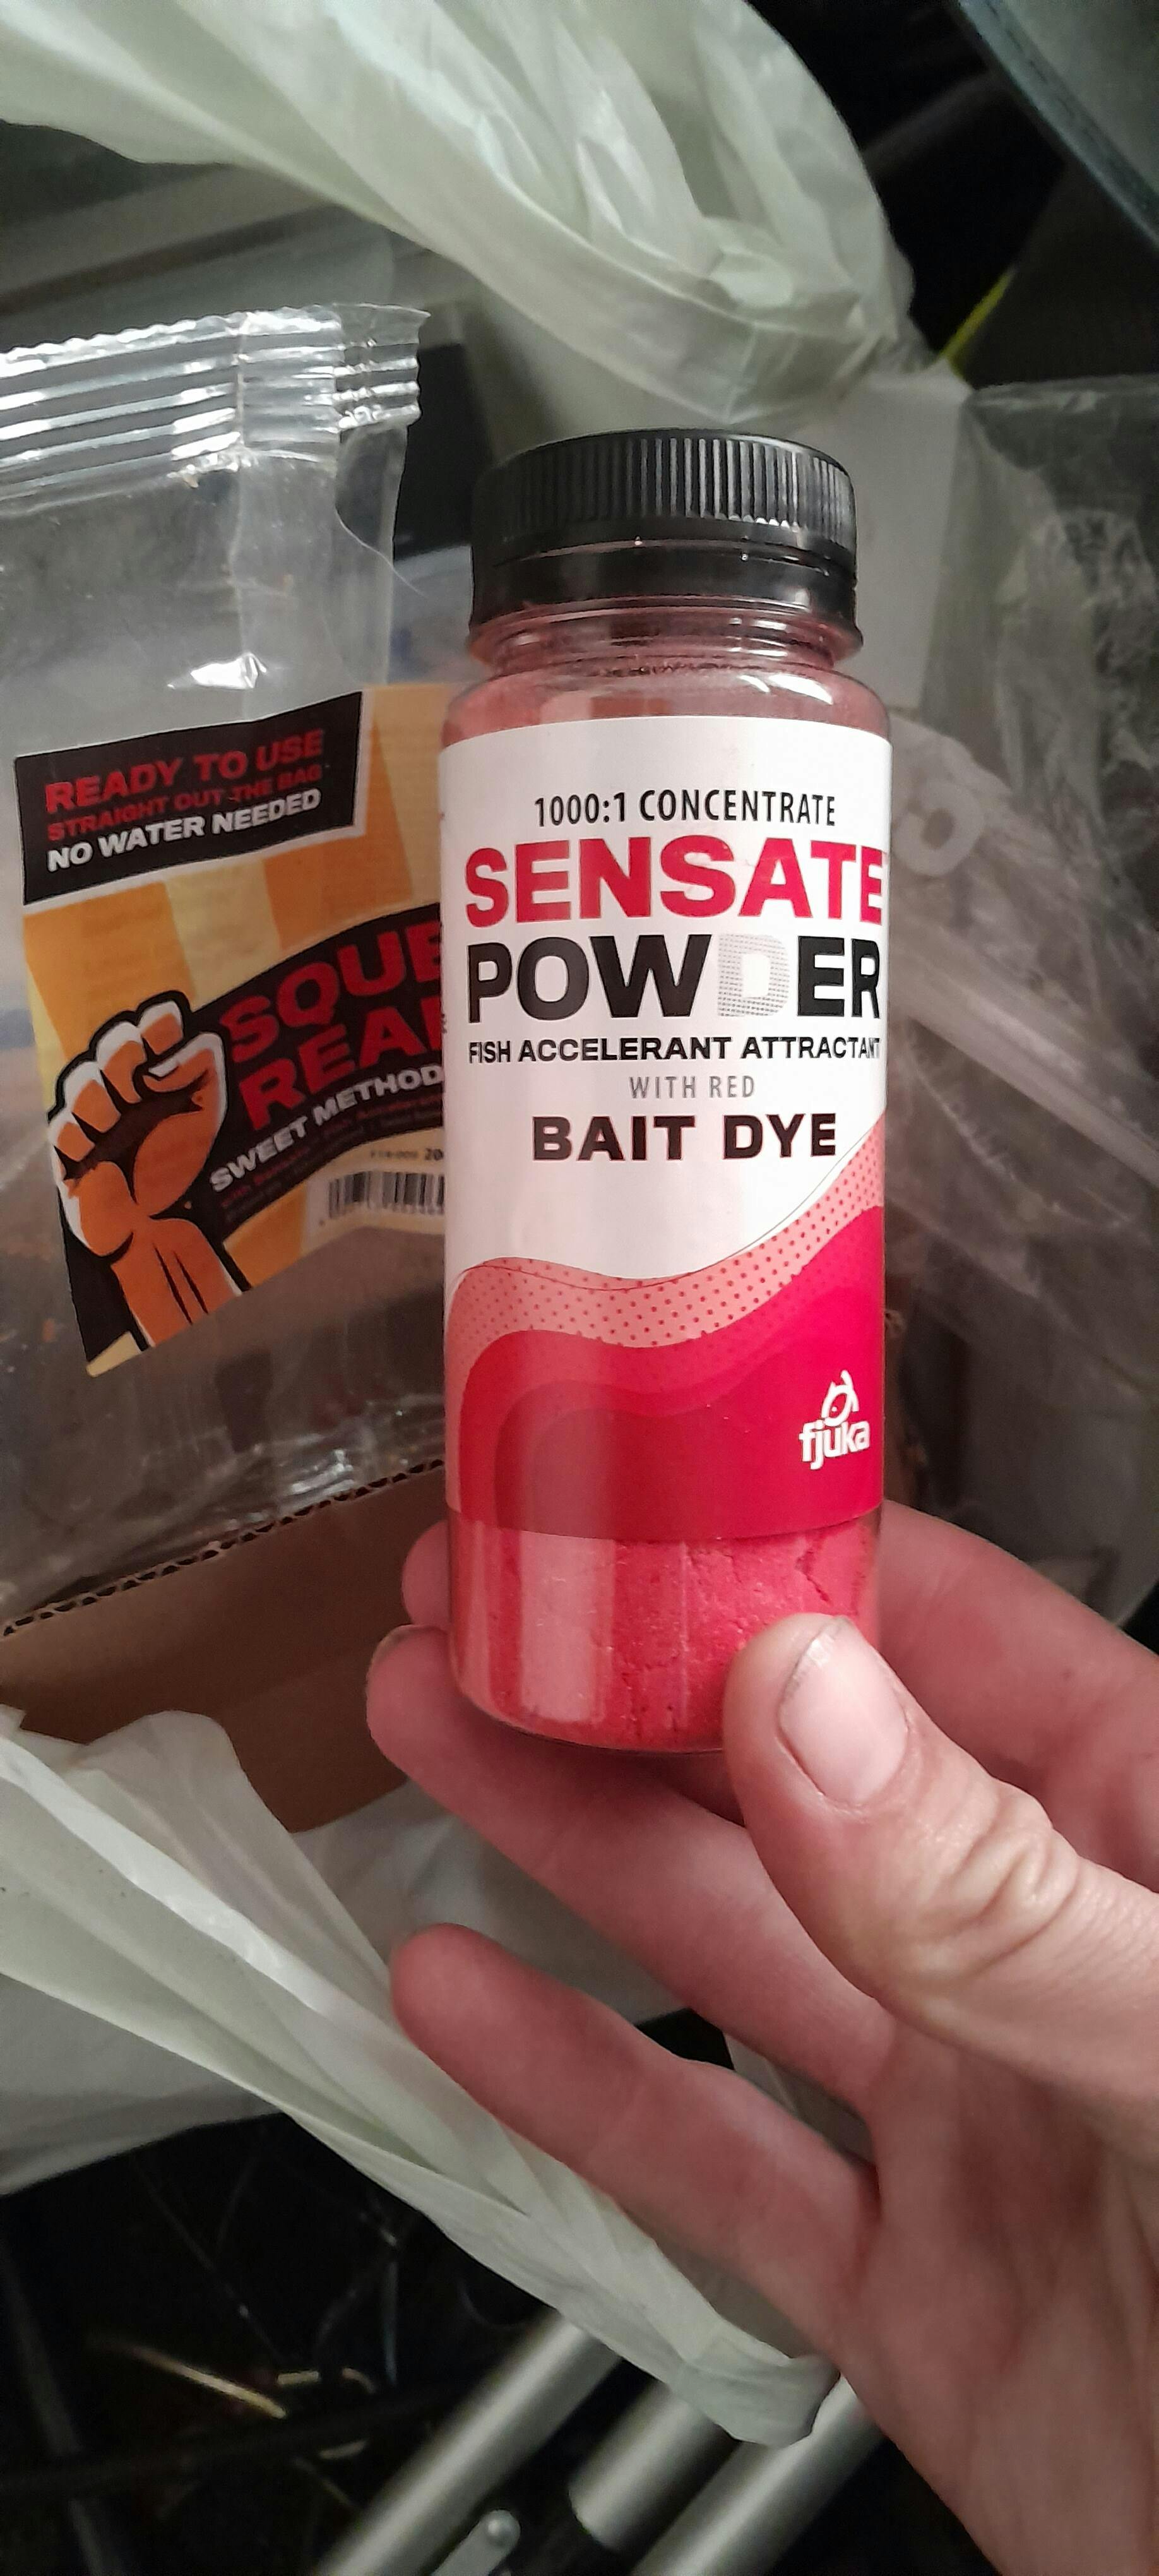 READY TO USE
STRAIGHT OUT THE BAG
NO WATER NEEDED
SWEET METHOD
1000:1 CONCENTRATE
SENSATE
POWDER
FISH ACCELERANT ATTRACTANT
WITH RED
BAIT DYE
fjuka